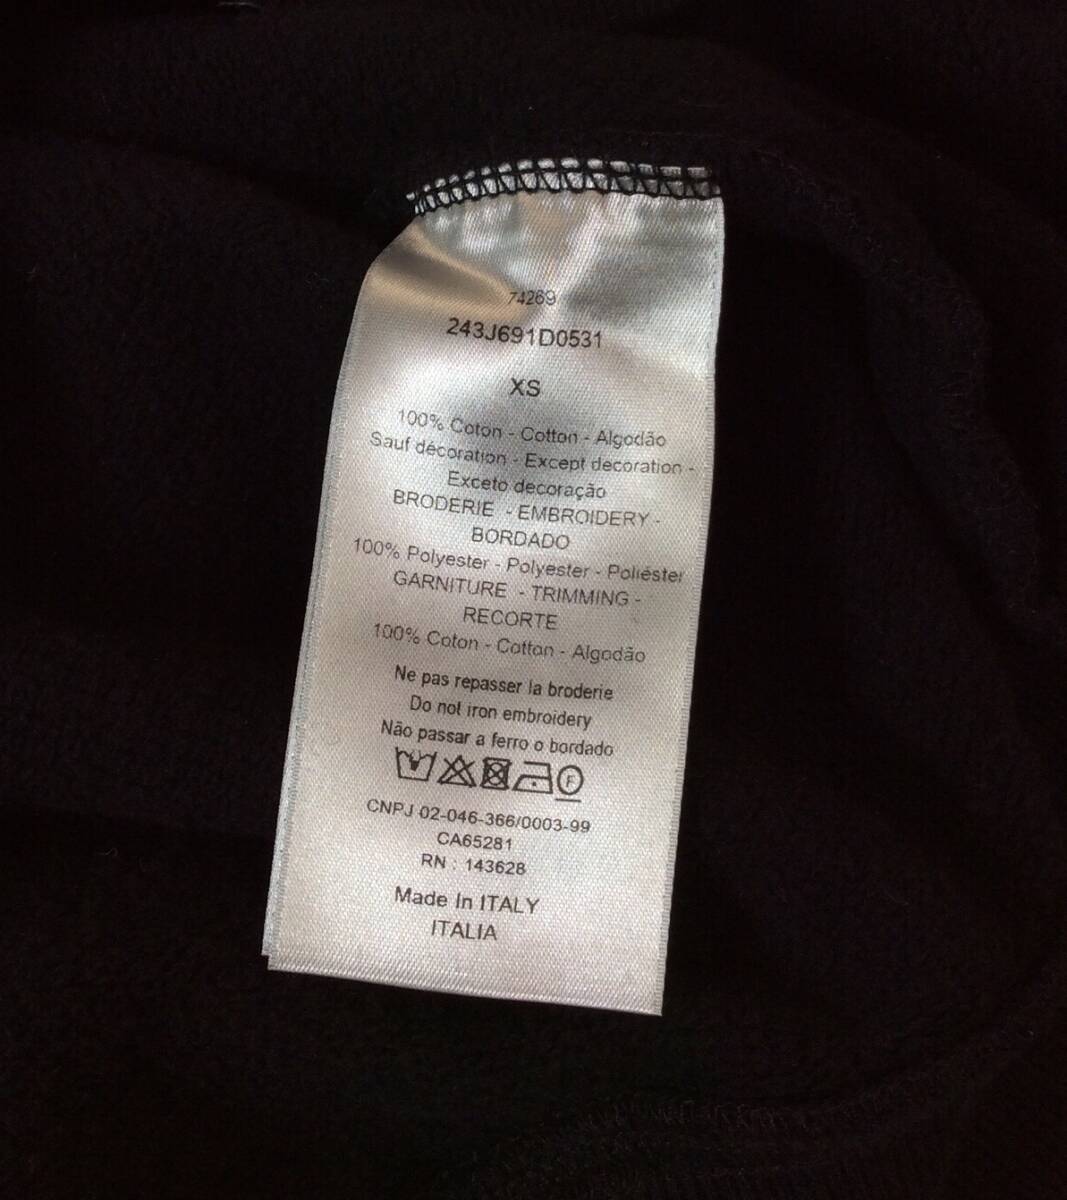 74269
243J691D0531
XS
100% Coton - Cotton - Algodão
Sauf décoration - Except decoration -
Exceto decoração
BRODERIE - EMBROIDERY -
BORDADO
100% Polyester - Polyester - Poliéster
GARNITURE - TRIMMING -
RECORTE
100% Coton - Cotton - Algodão
Ne pas repasser la broderie
Do not iron embroidery
Não passar a ferro o bordado
F
CNPJ 02-046-366/0003-99
CA65281
RN : 143628
Made In ITALY
ITALIA